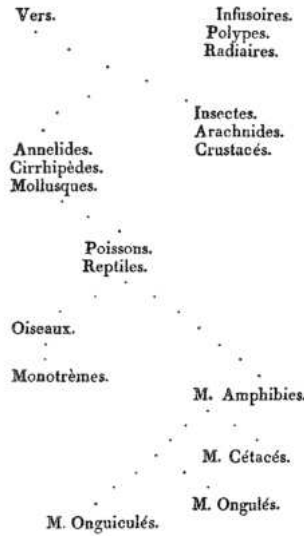 Vers.
Infusoires.
Polypes.
Radiaires.
Insectes.
Arachnides.
Crustacés.
Annelides.
Cirrhipèdes.
Mollusques.
Poissons.
Reptiles.
Oiseaux.
Monotrèmes.
M. Amphibies.
M. Cétacés.
M. Ongulés.
M. Onguiculés.